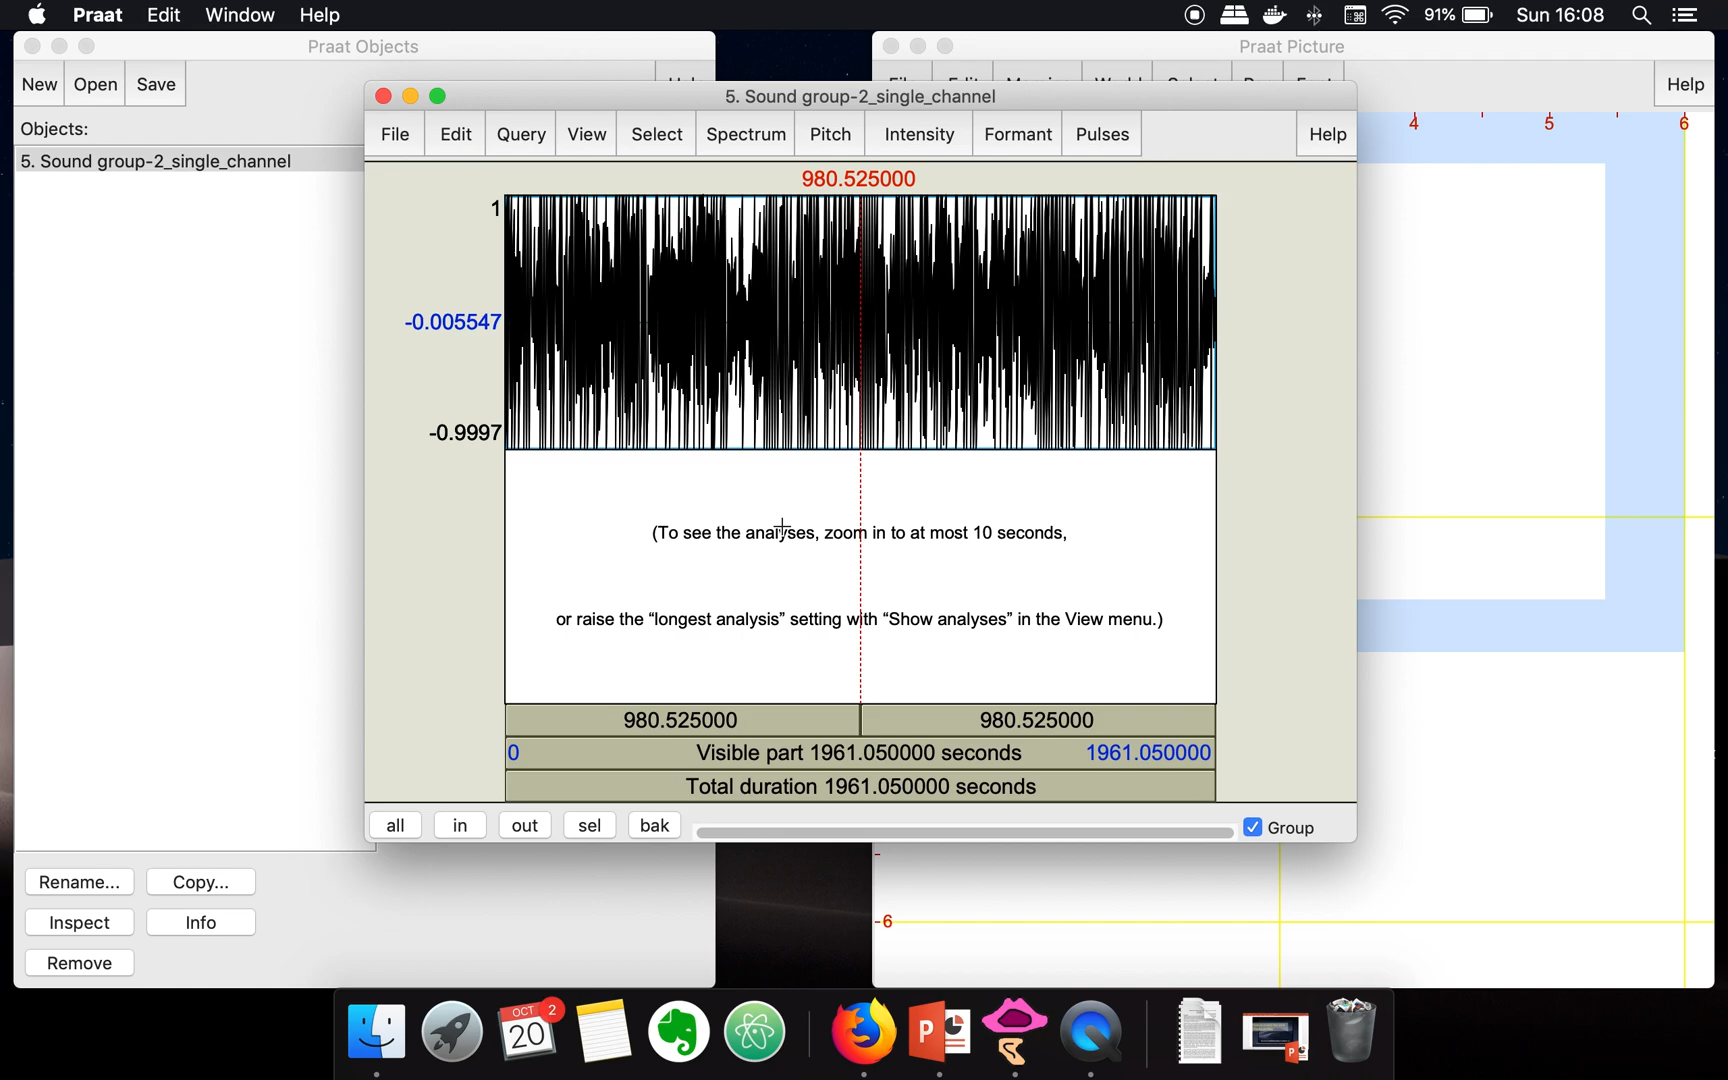 Praat Edit Window Help 91% Sun 16:08
Praat Objects
New Open Save
Objects:
5. Sound group-2_single_channel
Rename... Copy...
Inspect Info
Remove
Praat Picture
Help
4 5 6
-6
5. Sound group-2_single_channel
File Edit Query View Select Spectrum Pitch Intensity Formant Pulses Help
980.525000
1
-0.005547
-0.9997
(To see the analyses, zoom in to at most 10 seconds,
or raise the “longest analysis” setting with “Show analyses” in the View menu.)
980.525000 980.525000
0 Visible part 1961.050000 seconds 1961.050000
Total duration 1961.050000 seconds
all in out sel bak Group
OCT 2
20
P
P